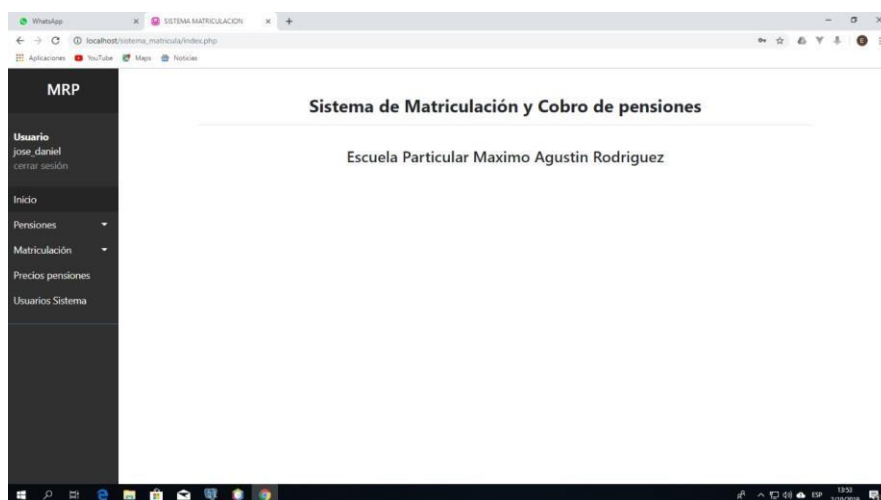 WhatsApp
SISTEMA MATRICULACION
localhost/sistema_matricula/index.php
Aplicaciones
YouTube
Maps
Noticias
MRP
Usuario
jose_daniel
cerrar sesión
Inicio
Pensiones
Matriculación
Precios pensiones
Usuarios Sistema
Sistema de Matriculación y Cobro de pensiones
Escuela Particular Maximo Agustin Rodriguez
ESP
13:53